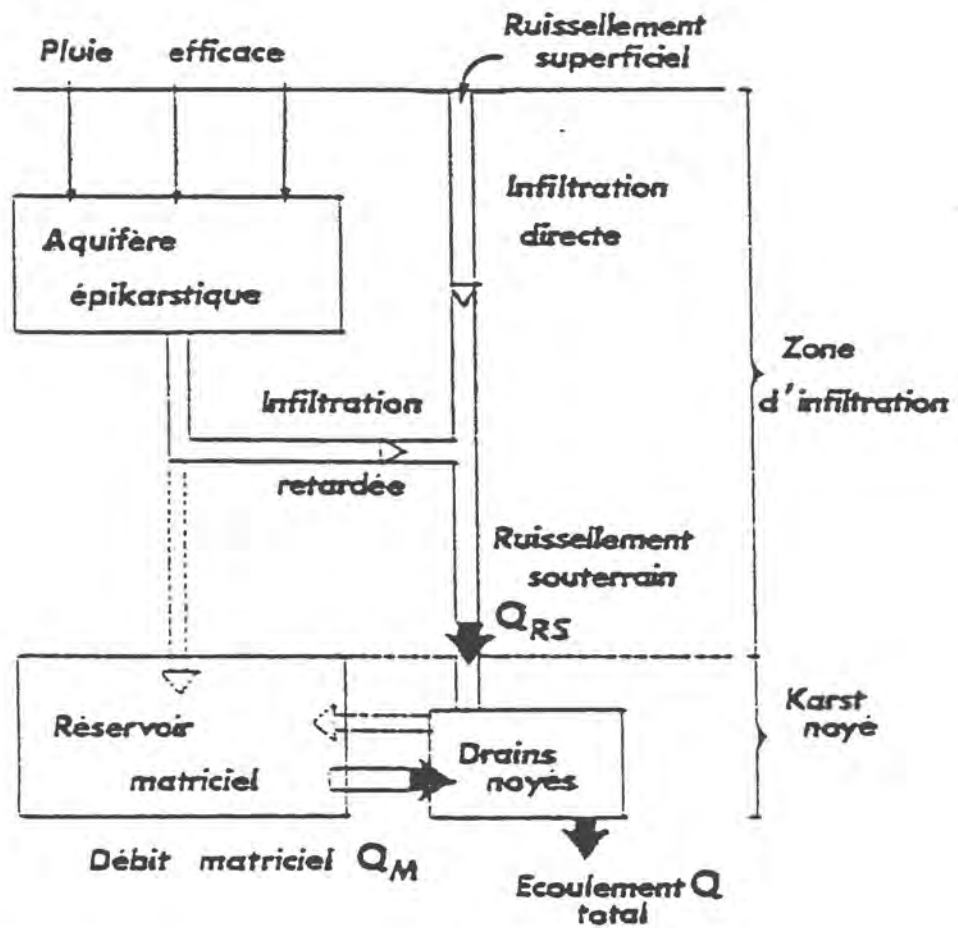 Pluie efficace
Ruissellement
superficiel
Infiltration
directe
Aquifère
épikarstique
Zone
d'infiltration
Infiltration
retardée
Ruissellement
souterrain
QRS
Karst
noyé
Réservoir
matriciel
Drains
noyés
Débit matriciel QM
Ecoulement Q
total